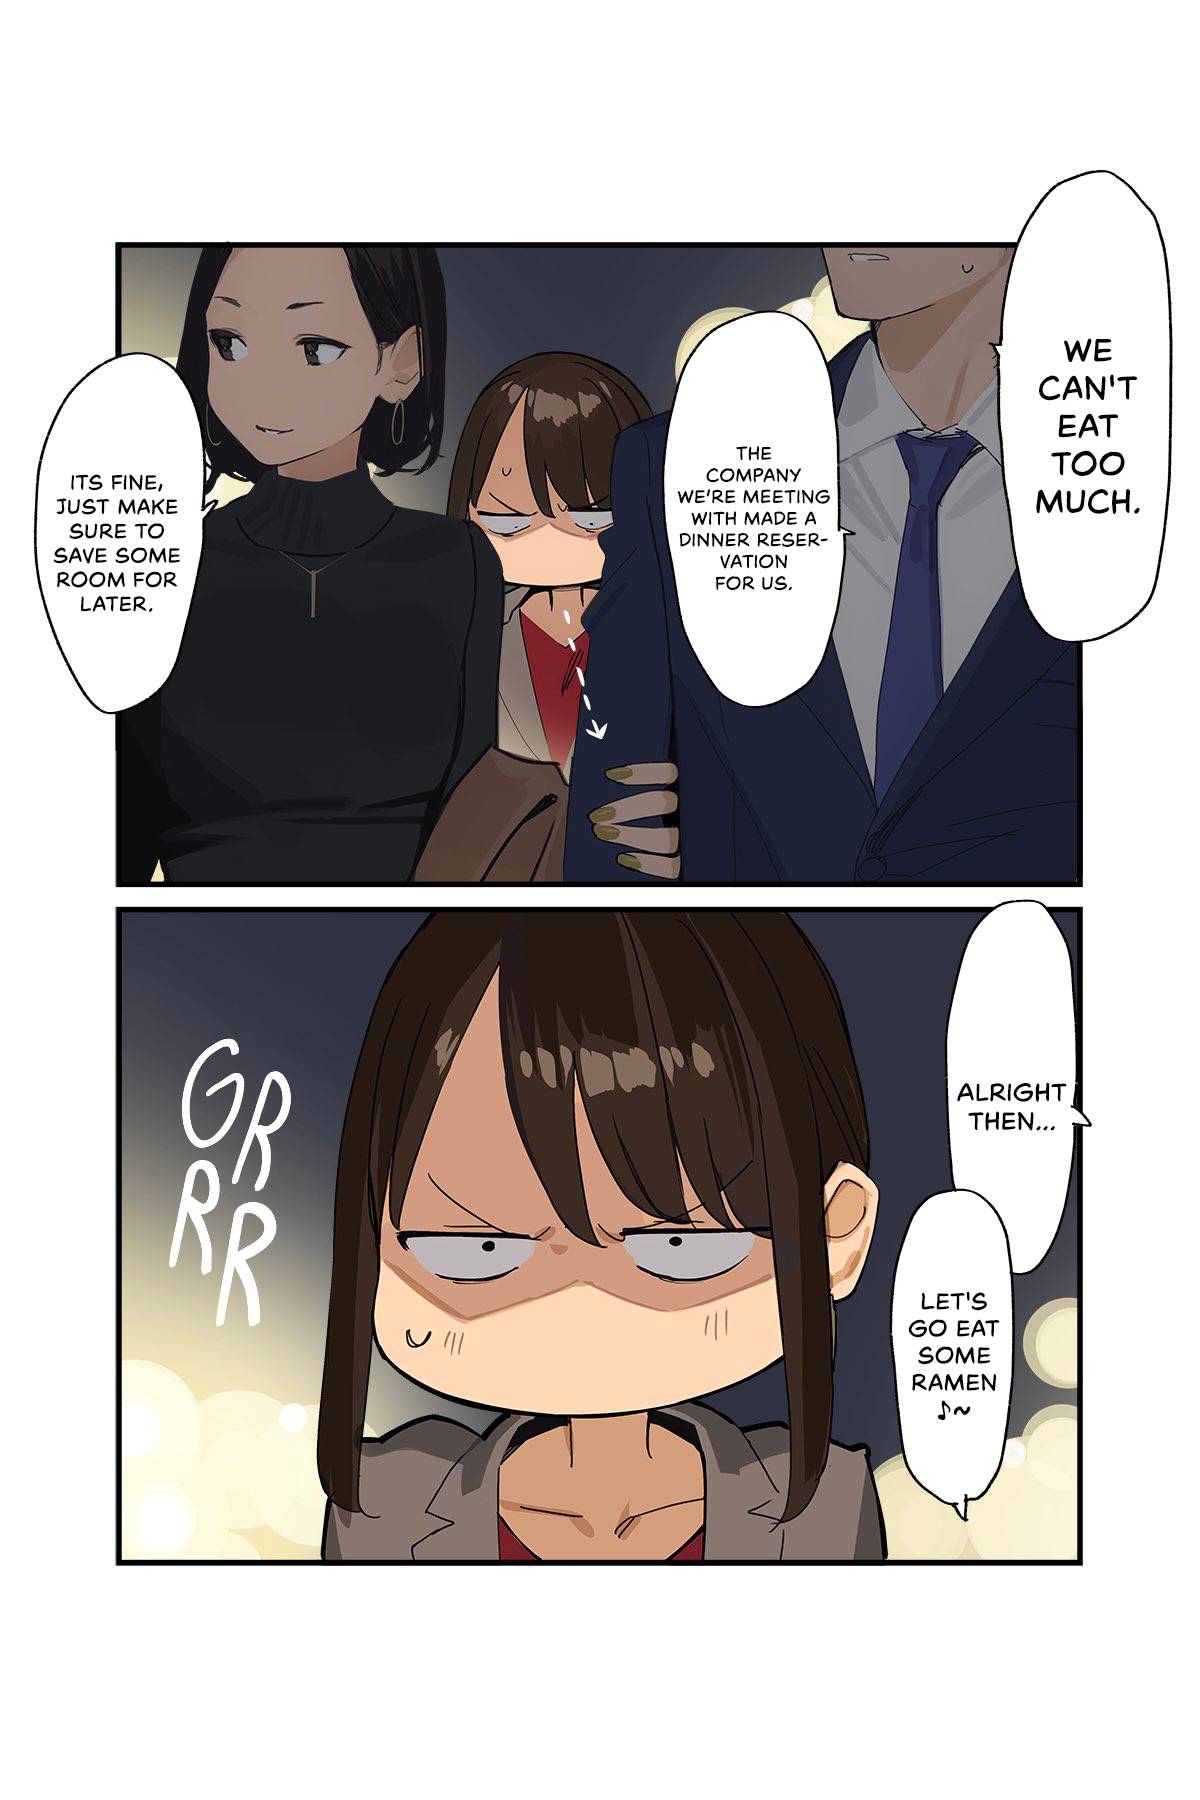 WE
CAN'T
EAT
TOO
MUCH.
THE
COMPANY
WE'RE MEETING
WITH MADE A
DINNER RESER-
VATION
FOR US.
ITS FINE,
JUST MAKE
SURE TO
SAVE SOME
ROOM FOR
LATER.
ALRIGHT
THEN...
LET'S
GO EAT
SOME
RAMEN
♪~
GR
RR